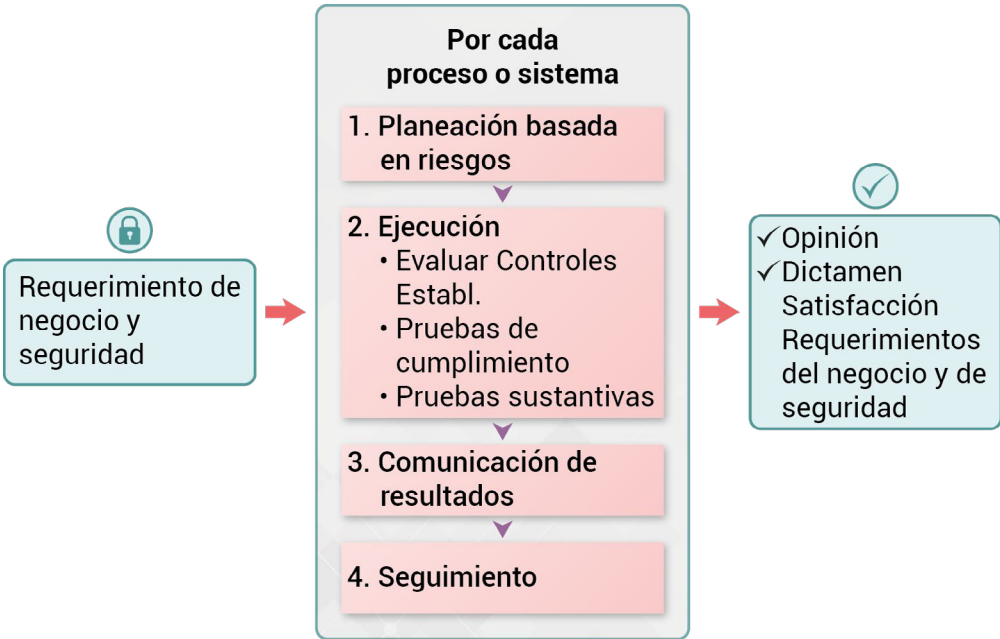 Requerimiento de
negocio y
seguridad
Por cada
proceso o sistema
1. Planeación basada
en riesgos
2. Ejecución
• Evaluar Controles
Establ.
• Pruebas de
cumplimiento
• Pruebas sustantivas
3. Comunicación de
resultados
4. Seguimiento
✓ Opinión
✓ Dictamen
Satisfacción
Requerimientos
del negocio y de
seguridad